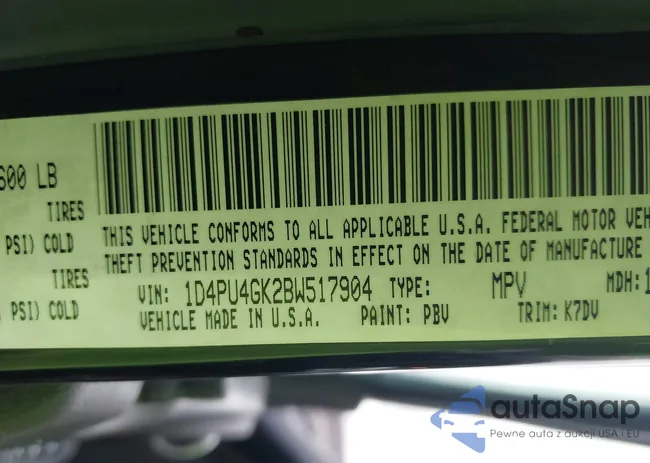 600 LB
TIRES
PSI) COLD
TIRES
PSI) COLD
THIS VEHICLE CONFORMS TO ALL APPLICABLE U.S.A. FEDERAL MOTOR VEH
THEFT PREVENTION STANDARDS IN EFFECT ON THE DATE OF MANUFACTURE
VIN: 1D4PU4GK2BW517904 TYPE: MPV MDH:1
VEHICLE MADE IN U.S.A. PAINT: PBV TRIM: K7DV
autaSnap
Pewne auta z aukcji USA i EU